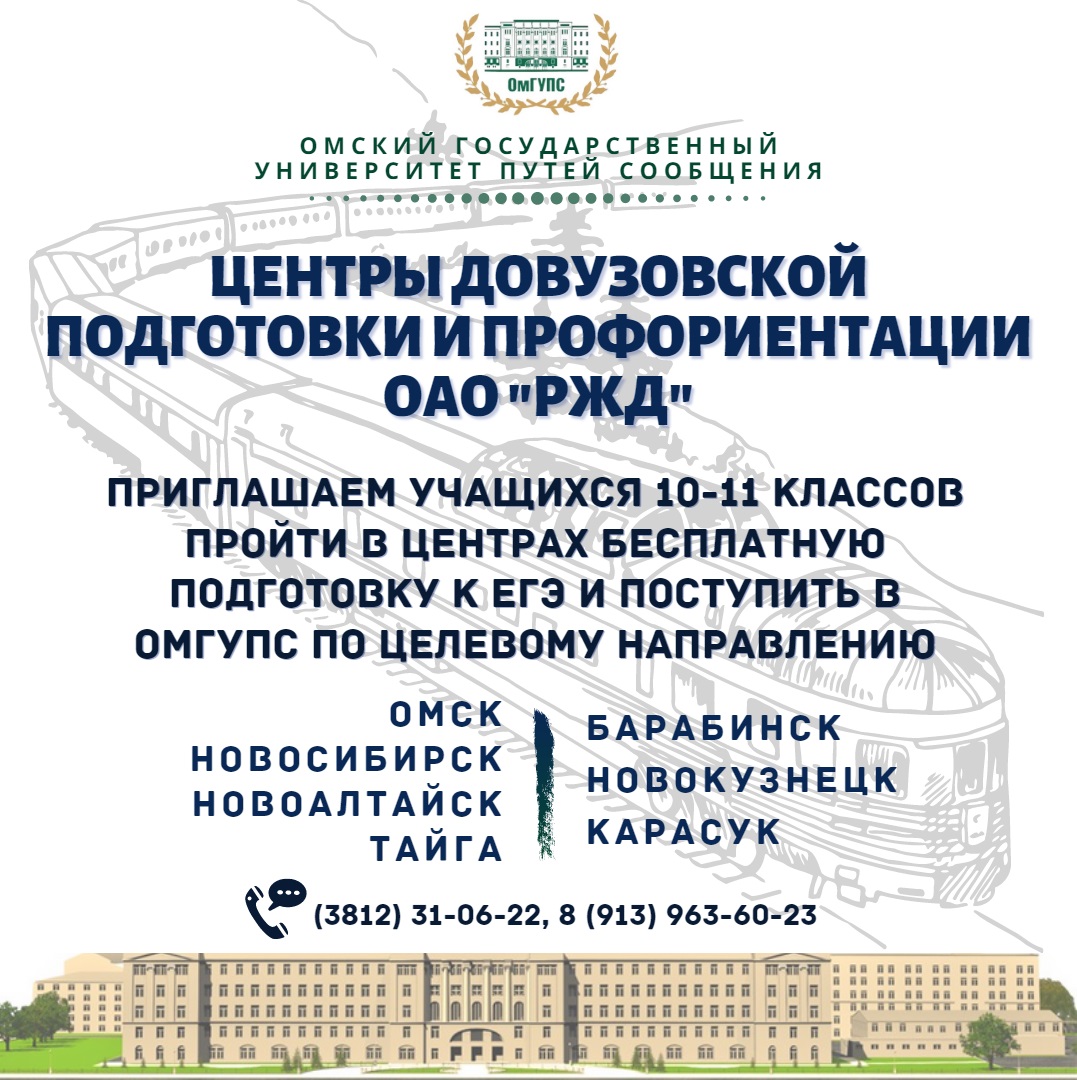 ОмГУПС
ОМСКИЙ ГОСУДАРСТВЕННЫЙ
УНИВЕРСИТЕТ ПУТЕЙ СООБЩЕНИЯ
ЦЕНТРЫ ДОВУЗОВСКОЙ
ПОДГОТОВКИ И ПРОФОРИЕНТАЦИИ
ОАО "РЖД"
ПРИГЛАШАЕМ УЧАЩИХСЯ 10-11 КЛАССОВ
ПРОЙТИ В ЦЕНТРАХ БЕСПЛАТНУЮ
ПОДГОТОВКУ К ЕГЭ И ПОСТУПИТЬ В
ОМГУПС ПО ЦЕЛЕВОМУ НАПРАВЛЕНИЮ
ОМСК
НОВОСИБИРСК
НОВОАЛТАЙСК
ТАЙГА
БАРАБИНСК
НОВОКУЗНЕЦК
КАРАСУК
(3812) 31-06-22, 8 (913) 963-60-23